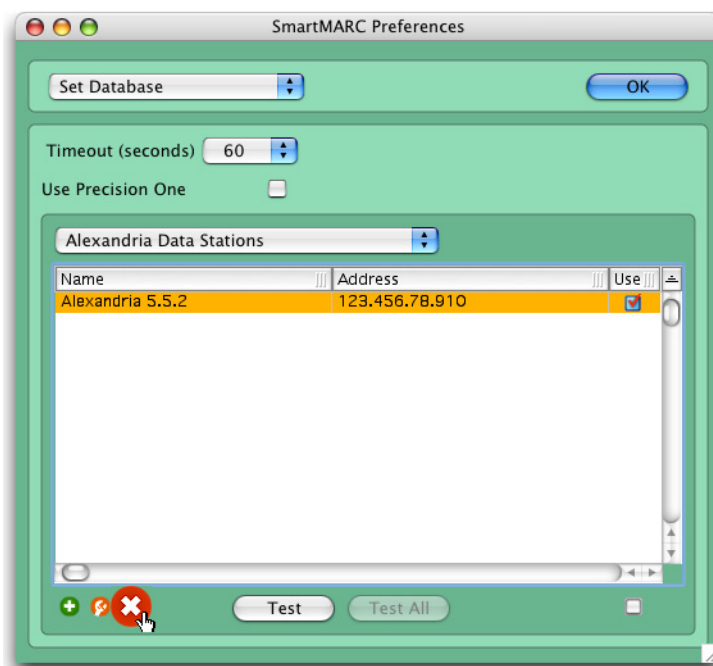 SmartMARC Preferences
Set Database
OK
Timeout (seconds) 60
Use Precision One
Alexandria Data Stations
Name Address Use
Alexandria 5.5.2 123.456.78.910
Test Test All